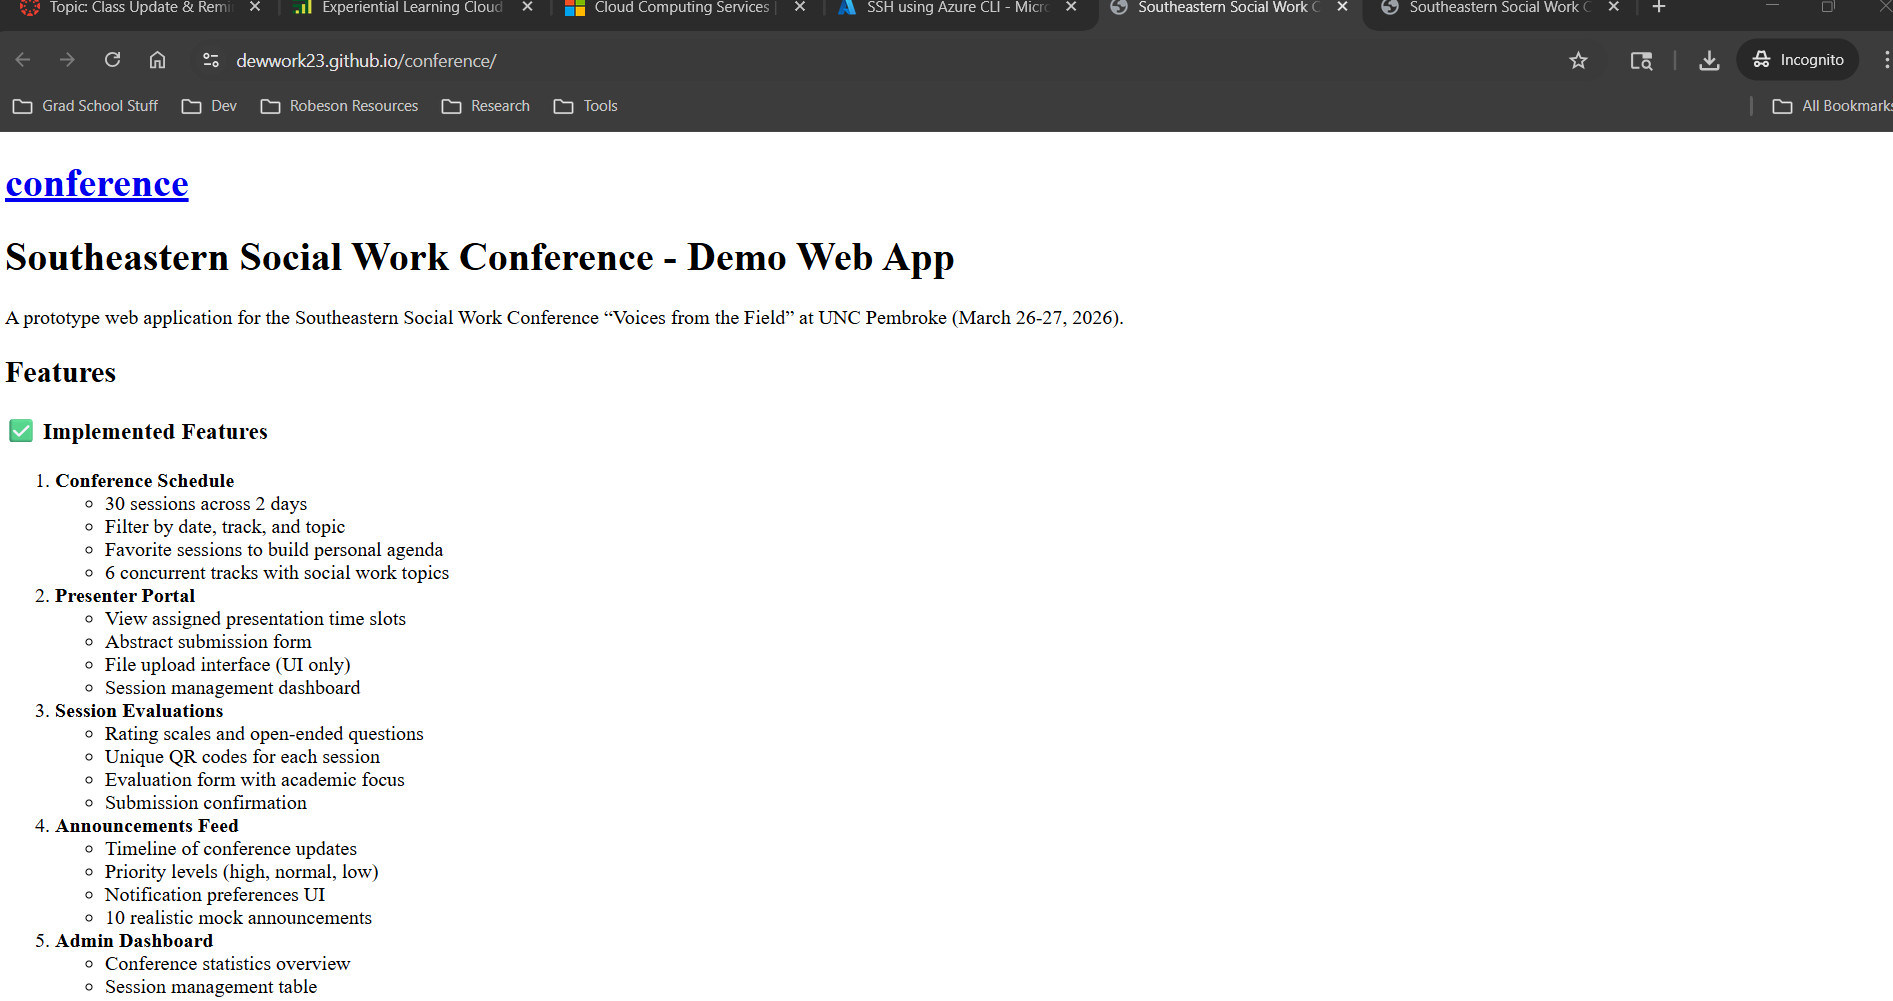 Topic: Class Update & Remi
Experiential Learning Cloud
Cloud Computing Services |
SSH using Azure CLI - Micro
Southeastern Social Work C
Southeastern Social Work C
dewwork23.github.io/conference/
Incognito
Grad School Stuff
Dev
Robeson Resources
Research
Tools
All Bookmarks
conference
Southeastern Social Work Conference - Demo Web App
A prototype web application for the Southeastern Social Work Conference “Voices from the Field” at UNC Pembroke (March 26-27, 2026).
Features
✅ Implemented Features
1. Conference Schedule
◦ 30 sessions across 2 days
◦ Filter by date, track, and topic
◦ Favorite sessions to build personal agenda
◦ 6 concurrent tracks with social work topics
2. Presenter Portal
◦ View assigned presentation time slots
◦ Abstract submission form
◦ File upload interface (UI only)
◦ Session management dashboard
3. Session Evaluations
◦ Rating scales and open-ended questions
◦ Unique QR codes for each session
◦ Evaluation form with academic focus
◦ Submission confirmation
4. Announcements Feed
◦ Timeline of conference updates
◦ Priority levels (high, normal, low)
◦ Notification preferences UI
◦ 10 realistic mock announcements
5. Admin Dashboard
◦ Conference statistics overview
◦ Session management table